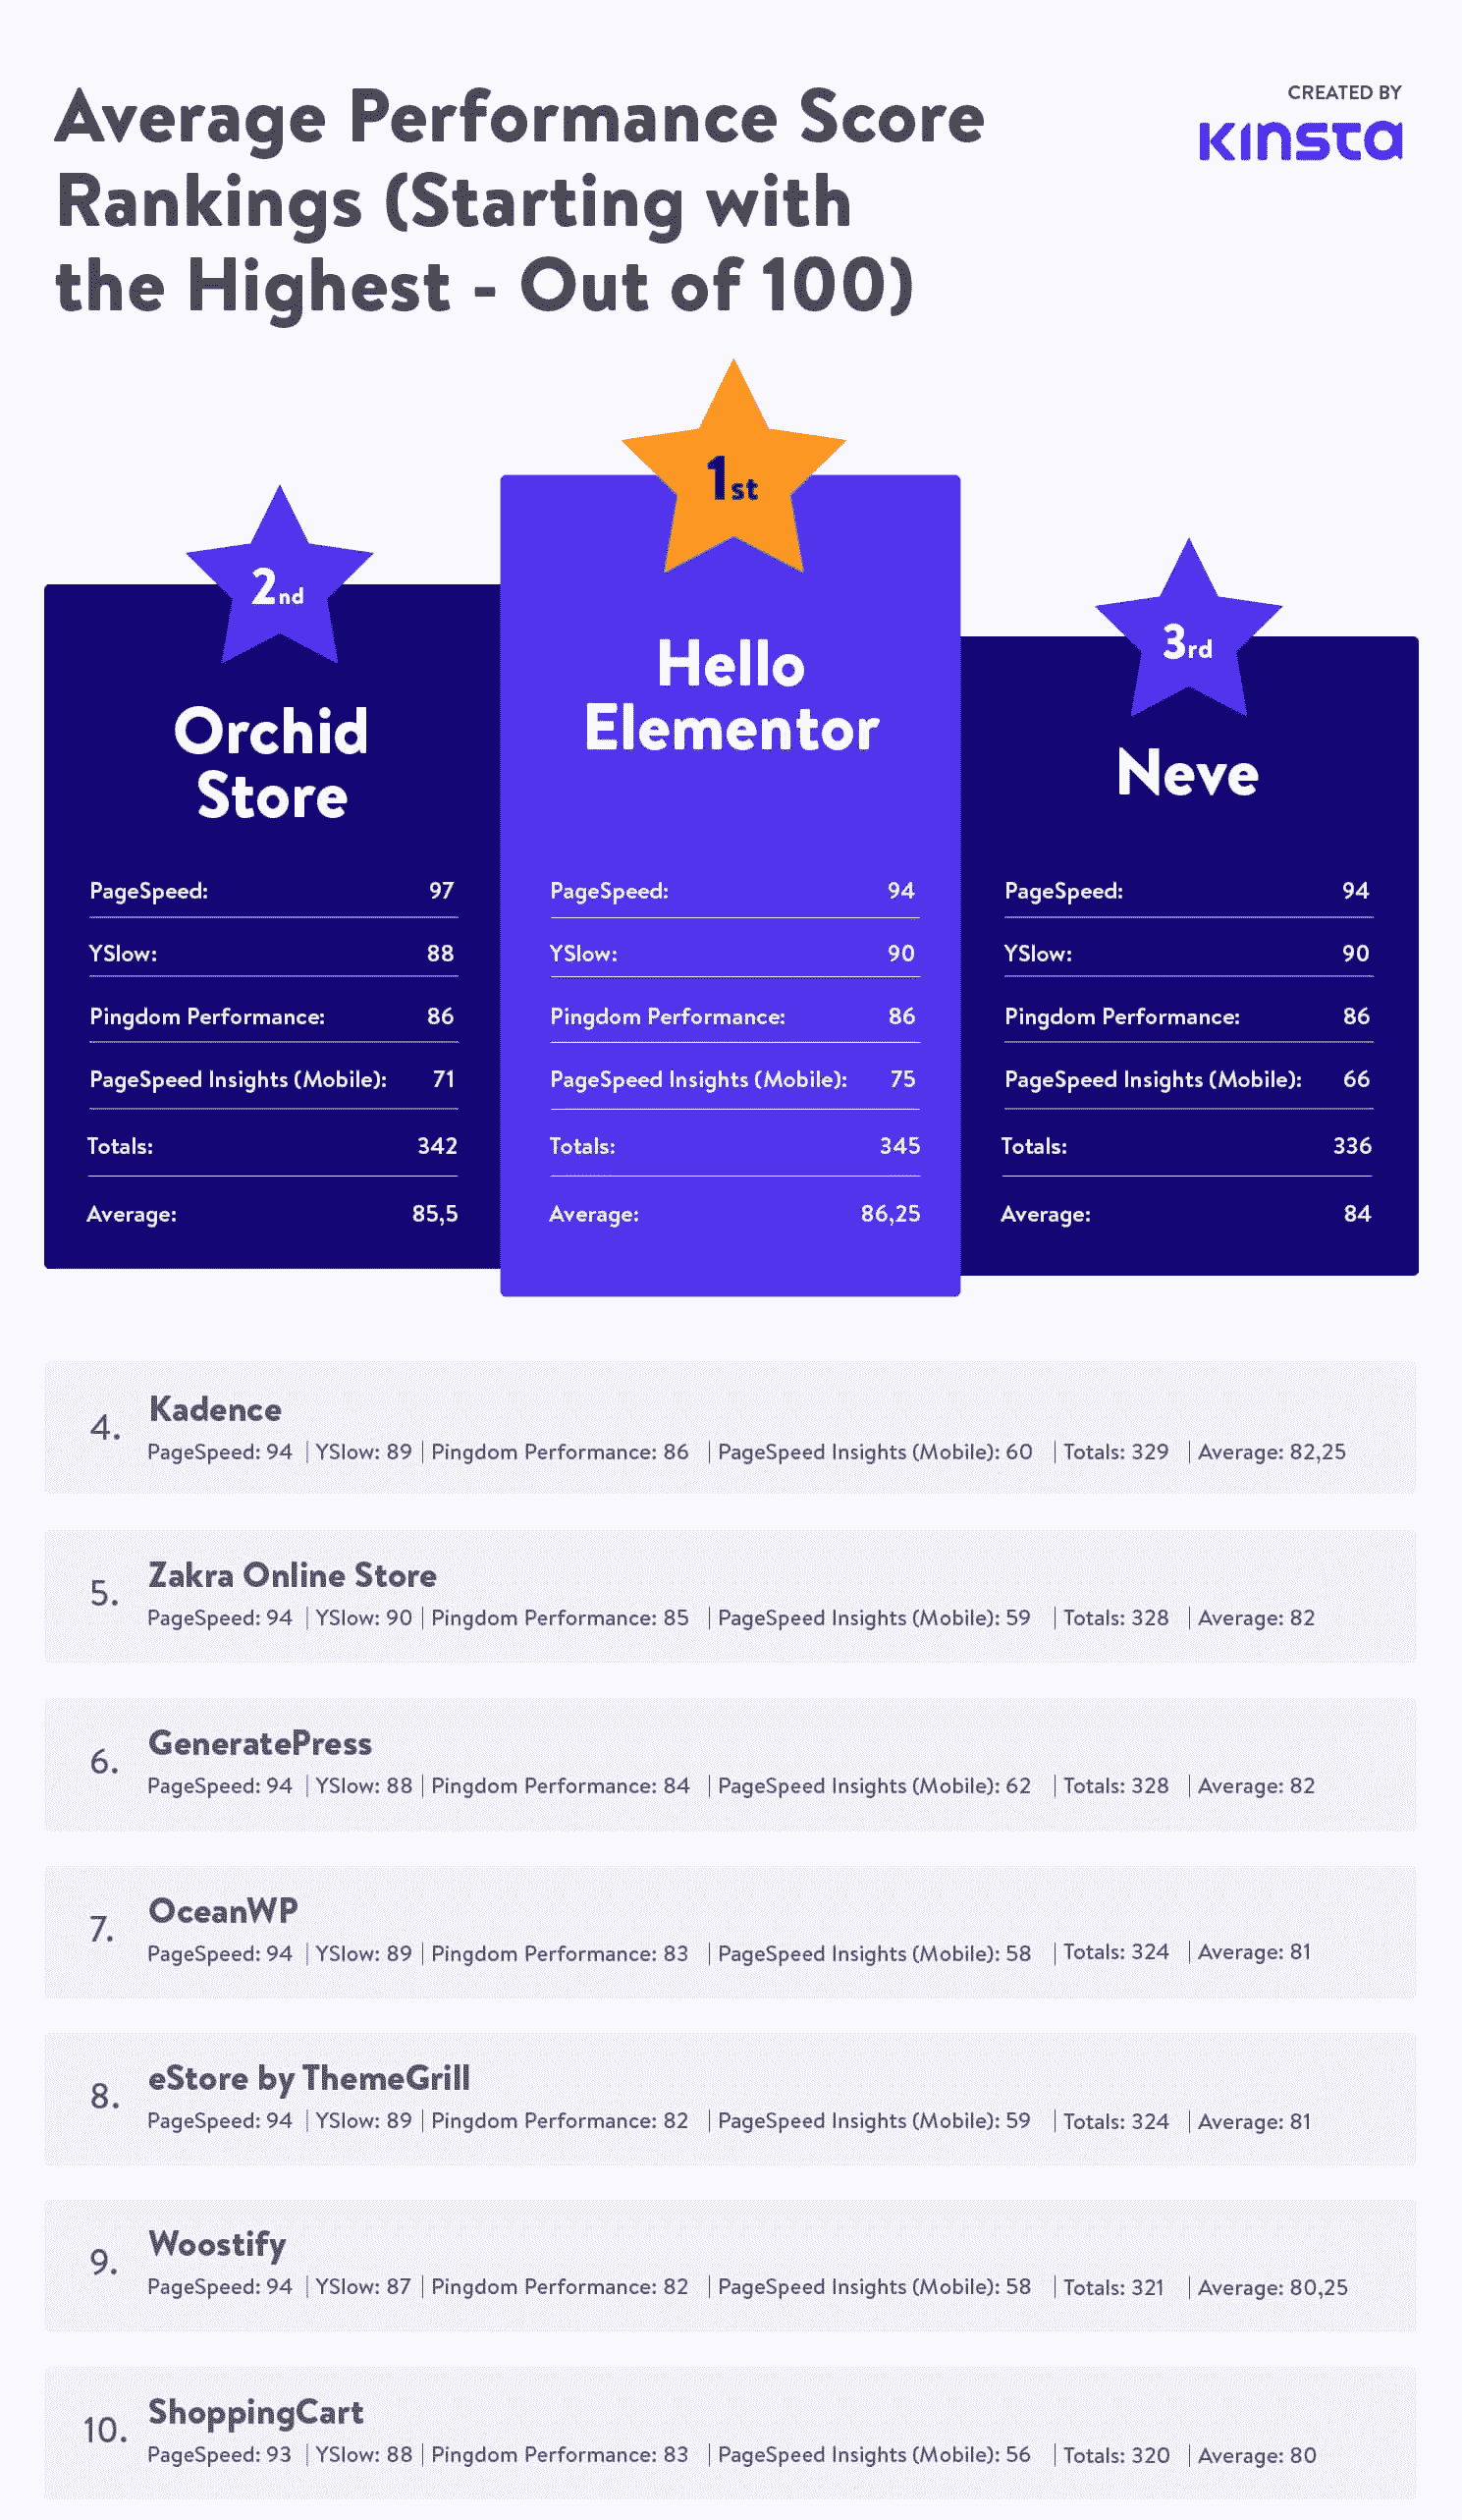 Average Performance Score
Rankings (Starting with
the Highest - Out of 100)
CREATED BY
Kinsta
2nd
Orchid
Store
PageSpeed: 97
YSlow: 88
Pingdom Performance: 86
PageSpeed Insights (Mobile): 71
Totals: 342
Average: 85,5
1st
Hello
Elementor
PageSpeed: 94
YSlow: 90
Pingdom Performance: 86
PageSpeed Insights (Mobile): 75
Totals: 345
Average: 86,25
3rd
Neve
PageSpeed: 94
YSlow: 90
Pingdom Performance: 86
PageSpeed Insights (Mobile): 66
Totals: 336
Average: 84
4. Kadence
PageSpeed: 94 | YSlow: 89 | Pingdom Performance: 86 | PageSpeed Insights (Mobile): 60 | Totals: 329 | Average: 82,25
5. Zakra Online Store
PageSpeed: 94 | YSlow: 90 | Pingdom Performance: 85 | PageSpeed Insights (Mobile): 59 | Totals: 328 | Average: 82
6. GeneratePress
PageSpeed: 94 | YSlow: 88 | Pingdom Performance: 84 | PageSpeed Insights (Mobile): 62 | Totals: 328 | Average: 82
7. OceanWP
PageSpeed: 94 | YSlow: 89 | Pingdom Performance: 83 | PageSpeed Insights (Mobile): 58 | Totals: 324 | Average: 81
8. eStore by ThemeGrill
PageSpeed: 94 | YSlow: 89 | Pingdom Performance: 82 | PageSpeed Insights (Mobile): 59 | Totals: 324 | Average: 81
9. Woostify
PageSpeed: 94 | YSlow: 87 | Pingdom Performance: 82 | PageSpeed Insights (Mobile): 58 | Totals: 321 | Average: 80,25
10. ShoppingCart
PageSpeed: 93 | YSlow: 88 | Pingdom Performance: 83 | PageSpeed Insights (Mobile): 56 | Totals: 320 | Average: 80